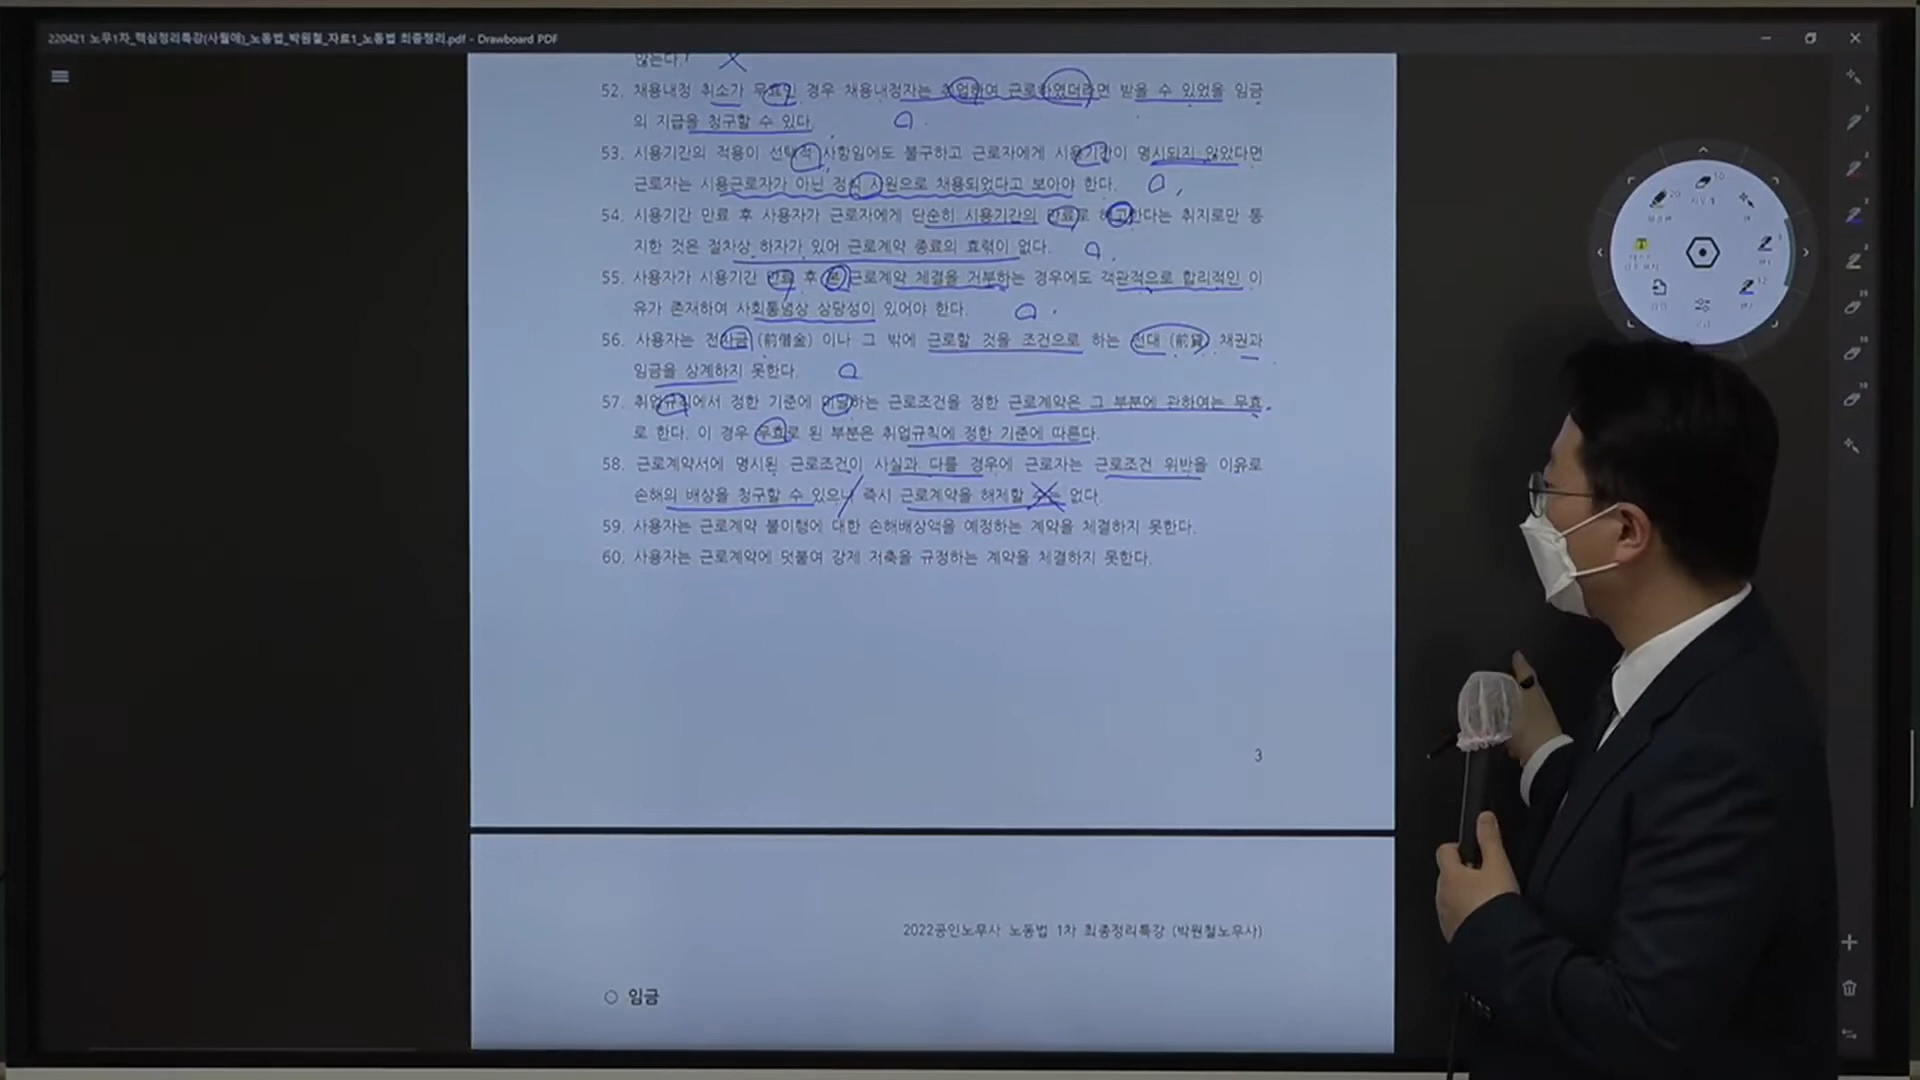 220421 노무1차_핵심정리특강(사월애)_노동법_박원철_자료1_노동법 최종정리.pdf - Drawboard PDF
않는다.
52. 채용내정 취소가 무효인 경우 채용내정자는 취업하여 근로하였더라면 받을 수 있었을 임금
의 지급을 청구할 수 있다.
53. 시용기간의 적용이 선택적 사항임에도 불구하고 근로자에게 시용기간이 명시되지 않았다면
근로자는 시용근로자가 아닌 정식 사원으로 채용되었다고 보아야 한다.
54. 시용기간 만료 후 사용자가 근로자에게 단순히 시용기간의 만료로 해고한다는 취지로만 통
지한 것은 절차상 하자가 있어 근로계약 종료의 효력이 없다.
55. 사용자가 시용기간 만료 후 본 근로계약 체결을 거부하는 경우에도 객관적으로 합리적인 이
유가 존재하여 사회통념상 상당성이 있어야 한다.
56. 사용자는 전차금(前借金) 이나 그 밖에 근로할 것을 조건으로 하는 전대 (前貸) 채권과
임금을 상계하지 못한다.
57. 취업규칙에서 정한 기준에 미달하는 근로조건을 정한 근로계약은 그 부분에 관하여는 무효
로 한다. 이 경우 무효로 된 부분은 취업규칙에 정한 기준에 따른다.
58. 근로계약서에 명시된 근로조건이 사실과 다를 경우에 근로자는 근로조건 위반을 이유로
손해의 배상을 청구할 수 있으나 즉시 근로계약을 해제할 수는 없다.
59. 사용자는 근로계약 불이행에 대한 손해배상액을 예정하는 계약을 체결하지 못한다.
60. 사용자는 근로계약에 덧붙여 강제 저축을 규정하는 계약을 체결하지 못한다.
3
2022공인노무사 노동법 1차 최종정리특강 (박원철노무사)
○ 임금